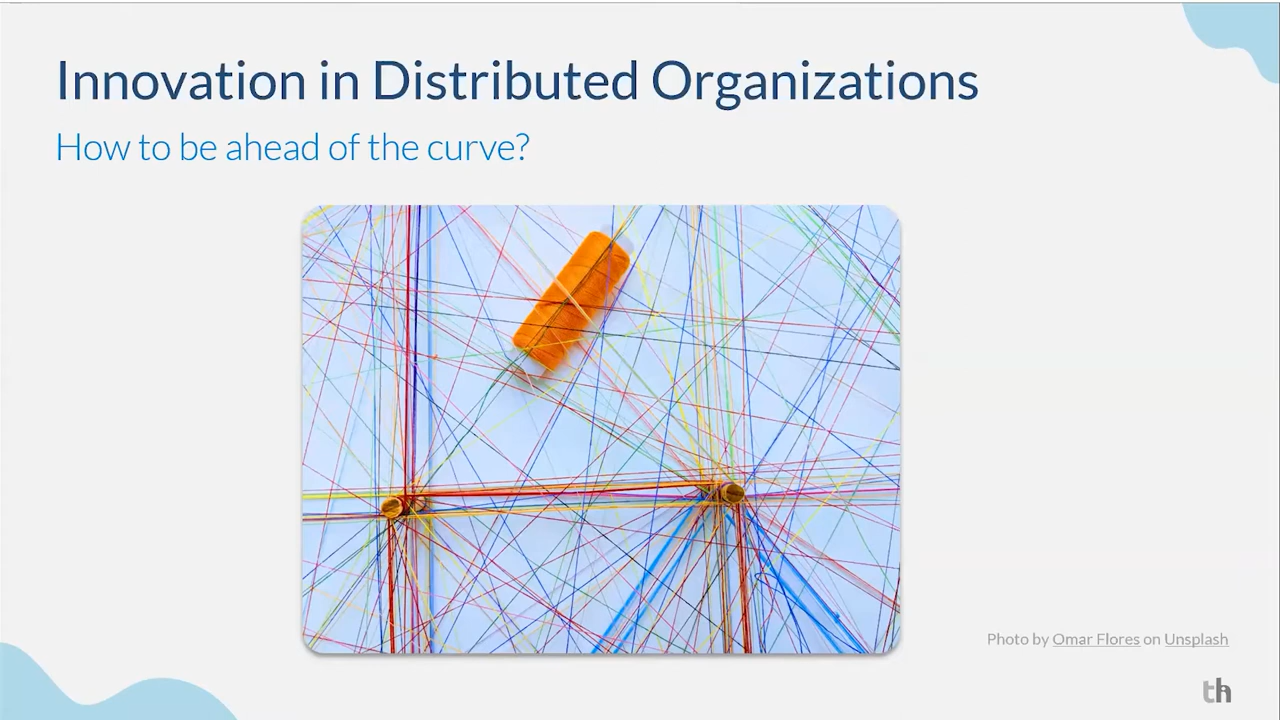 Innovation in Distributed Organizations
How to be ahead of the curve?
Photo by Omar Flores on Unsplash
th